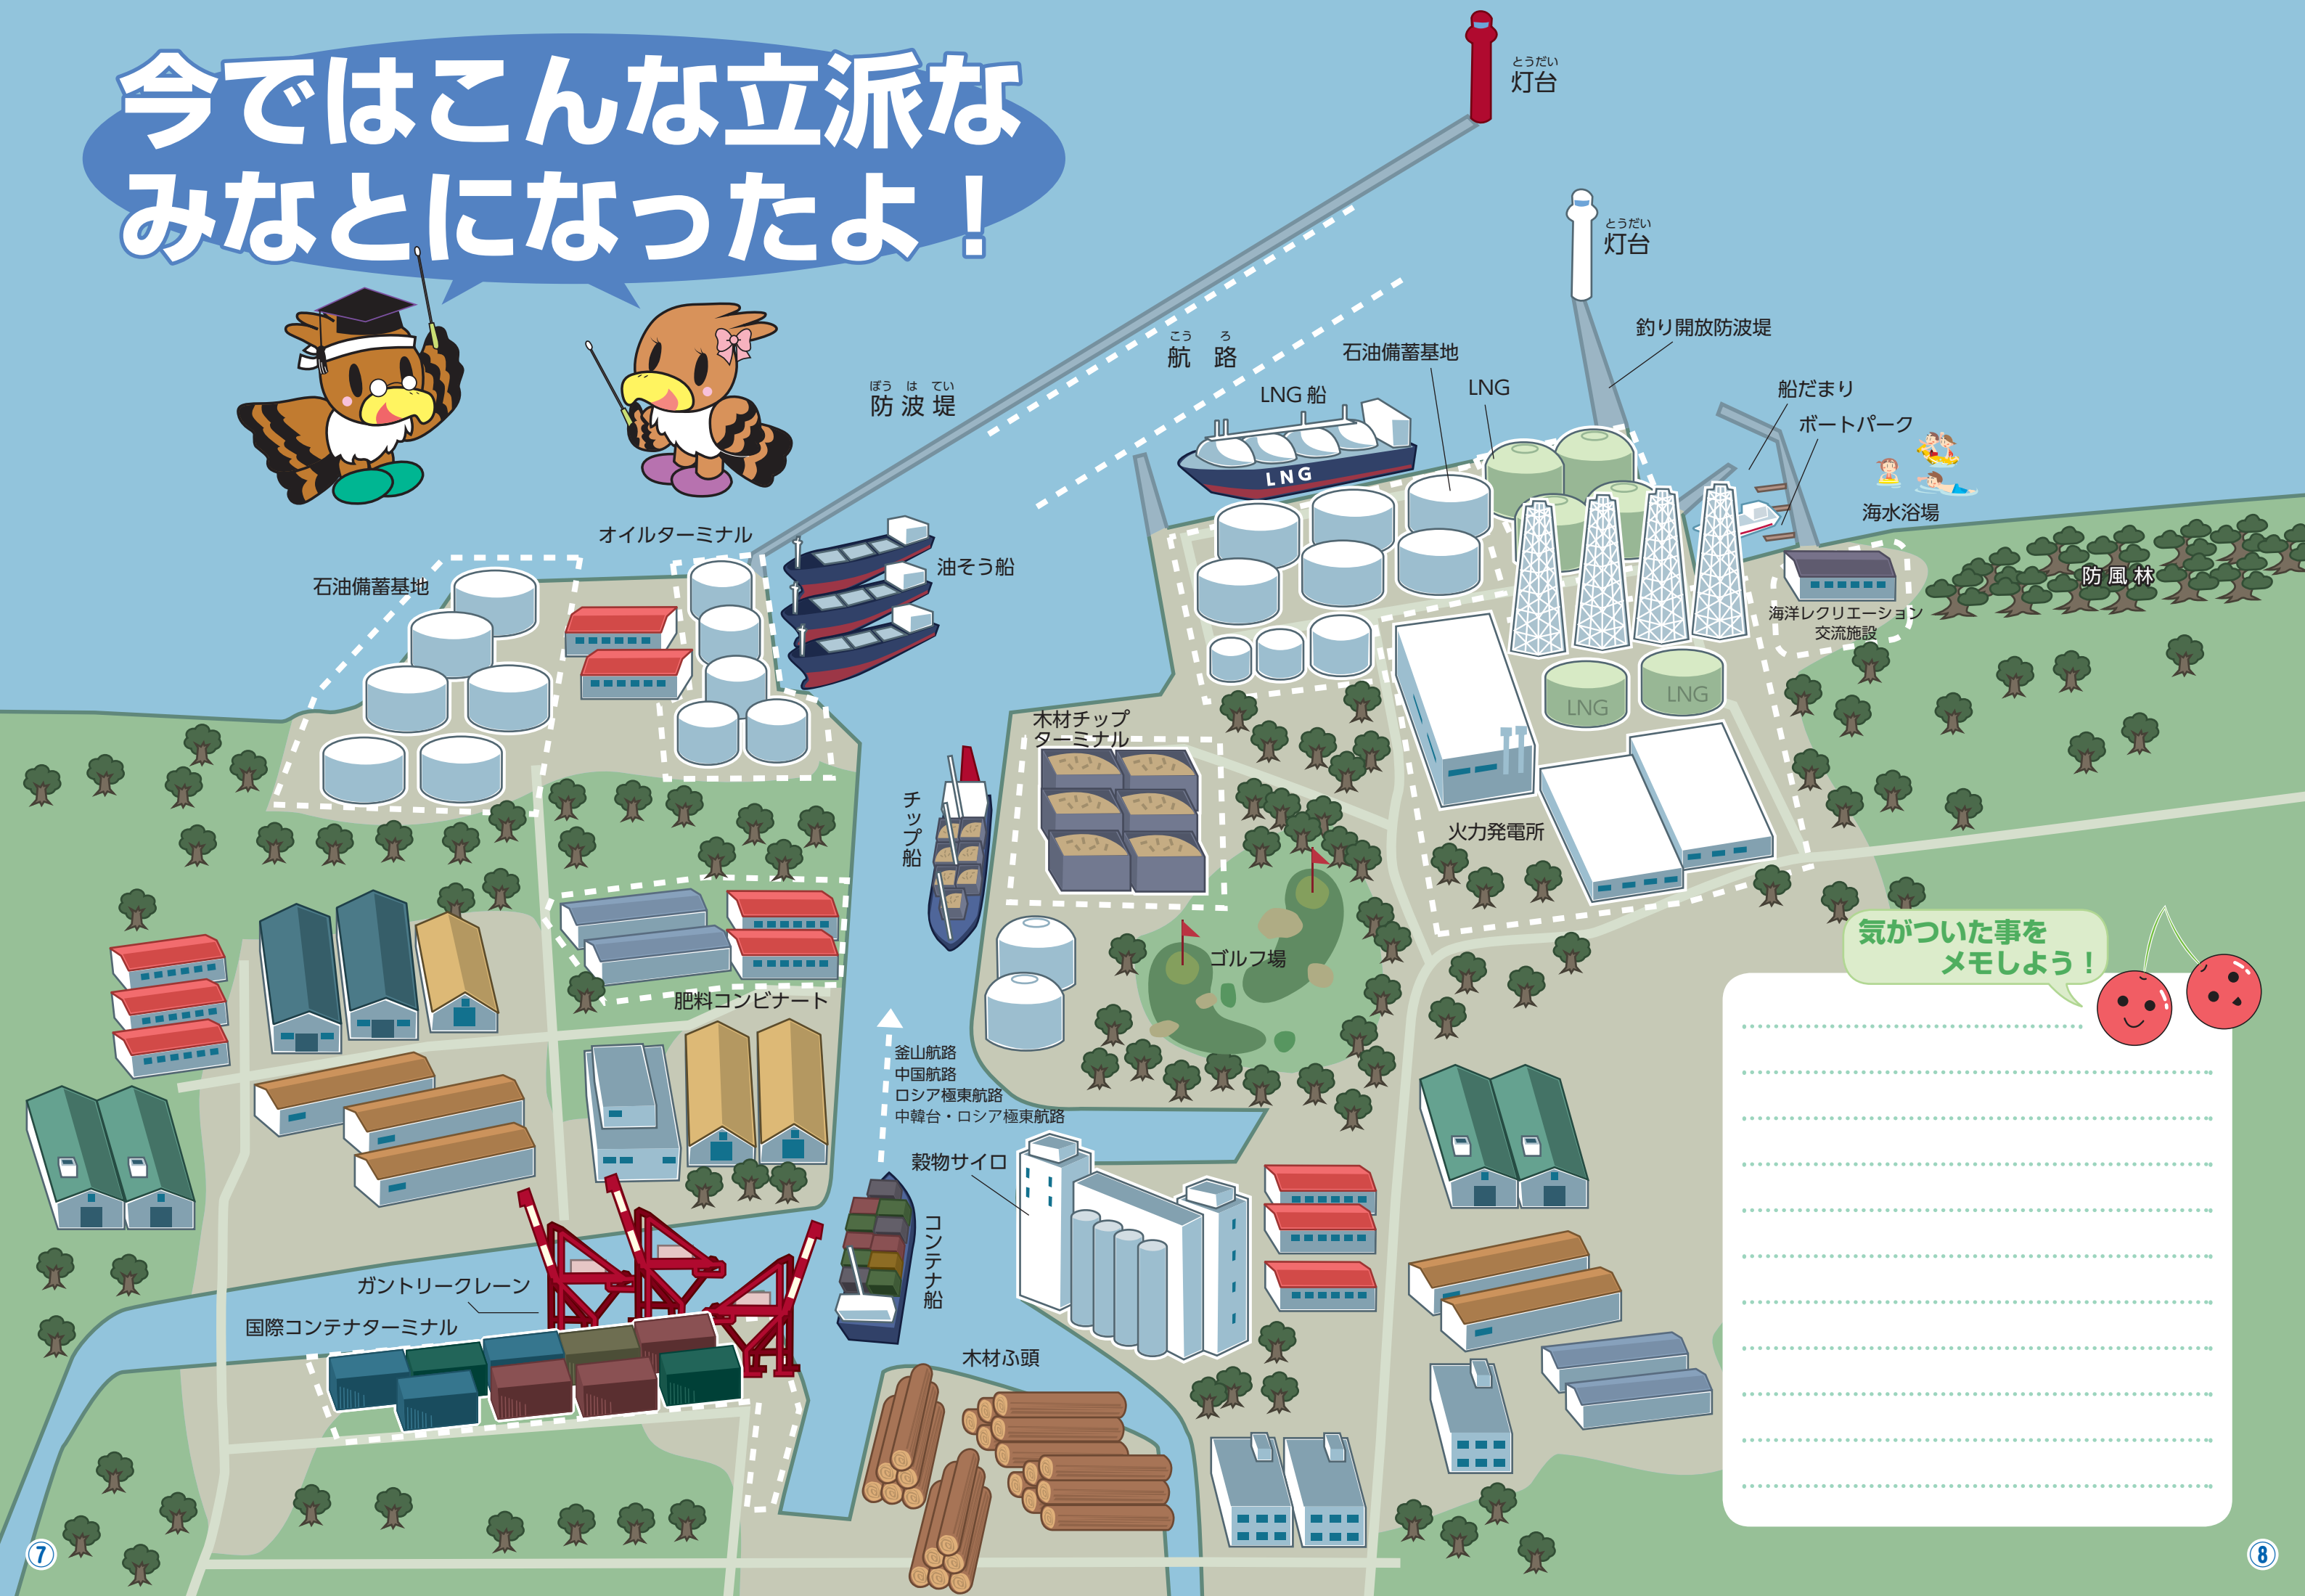 今ではこんな立派な
みなとになったよ！
とうだい
灯台
とうだい
灯台
釣り開放防波堤
こう ろ
航 路
石油備蓄基地
LNG
LNG 船
LNG
船だまり
ボートパーク
海水浴場
ぼう は てい
防 波 堤
オイルターミナル
石油備蓄基地
油そう船
防 風 林
海洋レクリエーション
交流施設
LNG
LNG
木材チップ
ターミナル
チップ船
火力発電所
ゴルフ場
肥料コンビナート
釜山航路
中国航路
ロシア極東航路
中韓台・ロシア極東航路
穀物サイロ
コンテナ船
ガントリークレーン
国際コンテナターミナル
木材ふ頭
気がついた事を
メモしよう！
7
8